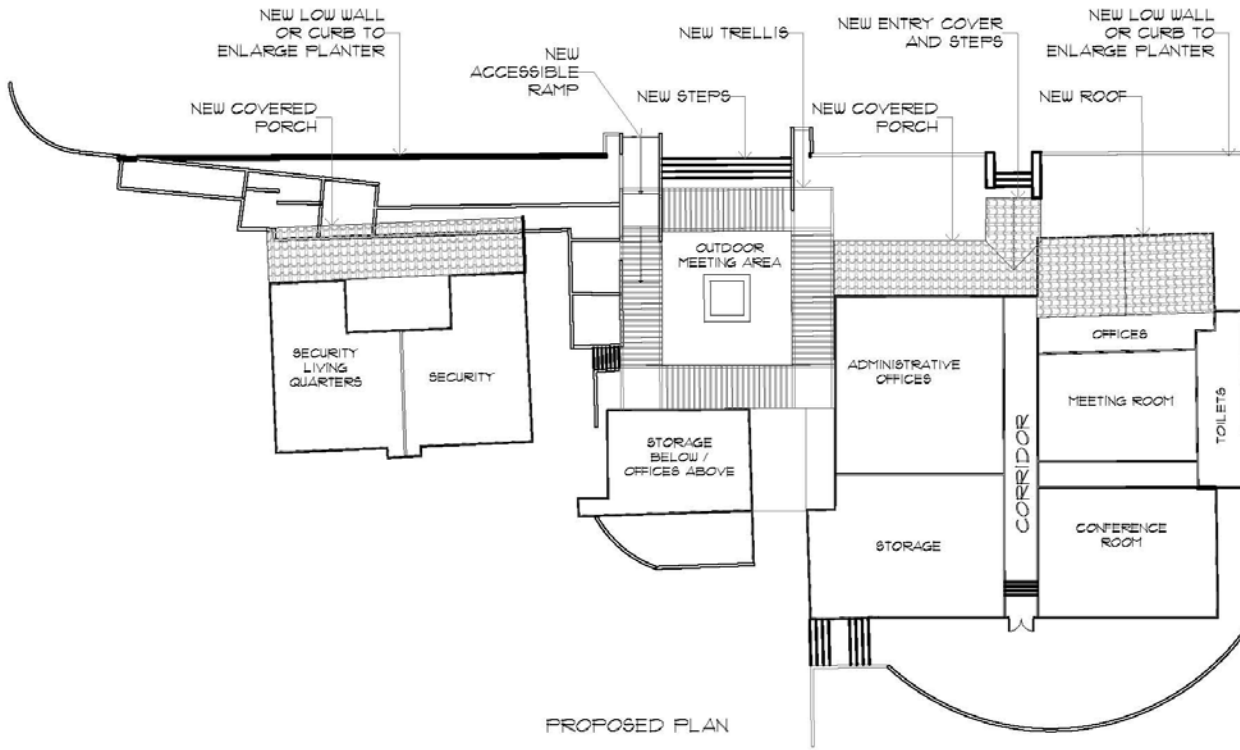 NEW LOW WALL
OR CURB TO
ENLARGE PLANTER
NEW COVERED
PORCH
NEW
ACCESSIBLE
RAMP
NEW TRELLIS
NEW STEPS
NEW ENTRY COVER
AND STEPS
NEW COVERED
PORCH
NEW LOW WALL
OR CURB TO
ENLARGE PLANTER
NEW ROOF
OUTDOOR
MEETING AREA
SECURITY
LIVING
QUARTERS
SECURITY
STORAGE
BELOW /
OFFICES ABOVE
ADMINISTRATIVE
OFFICES
STORAGE
CORRIDOR
OFFICES
MEETING ROOM
TOILETS
CONFERENCE
ROOM
PROPOSED PLAN